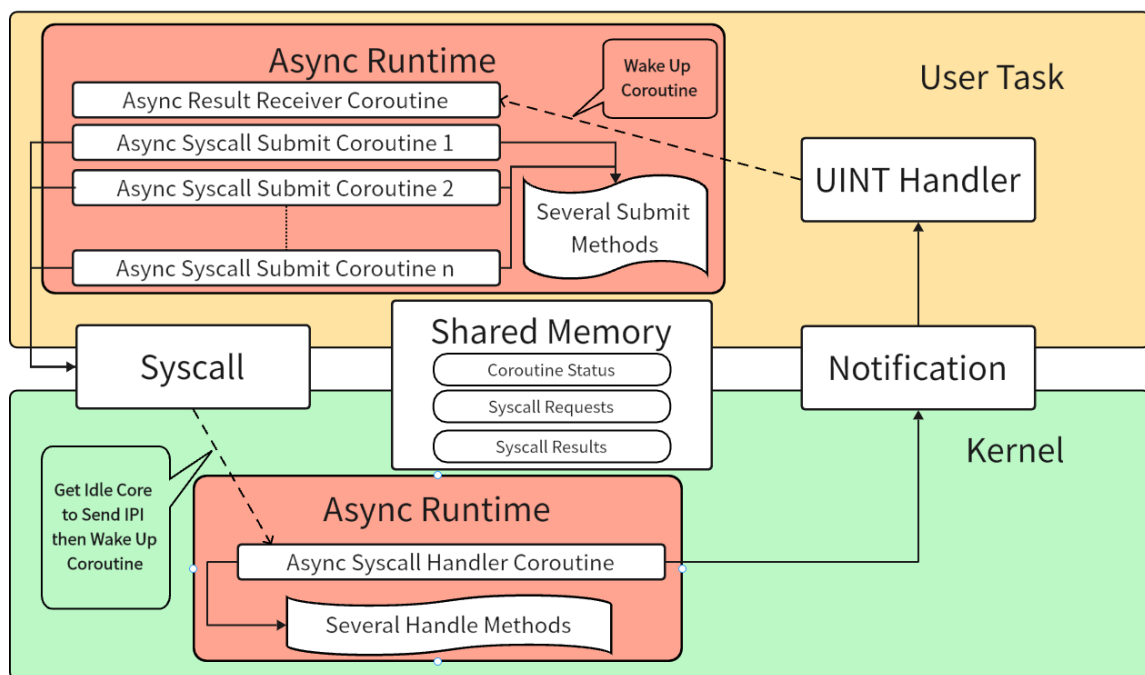 Async Runtime
Wake Up
Coroutine
User Task
Async Result Receiver Coroutine
Async Syscall Submit Coroutine 1
Async Syscall Submit Coroutine 2
Async Syscall Submit Coroutine n
Several Submit
Methods
UINT Handler
Syscall
Shared Memory
Coroutine Status
Syscall Requests
Syscall Results
Notification
Kernel
Get Idle Core
to Send IPI
then Wake Up
Coroutine
Async Runtime
Async Syscall Handler Coroutine
Several Handle Methods